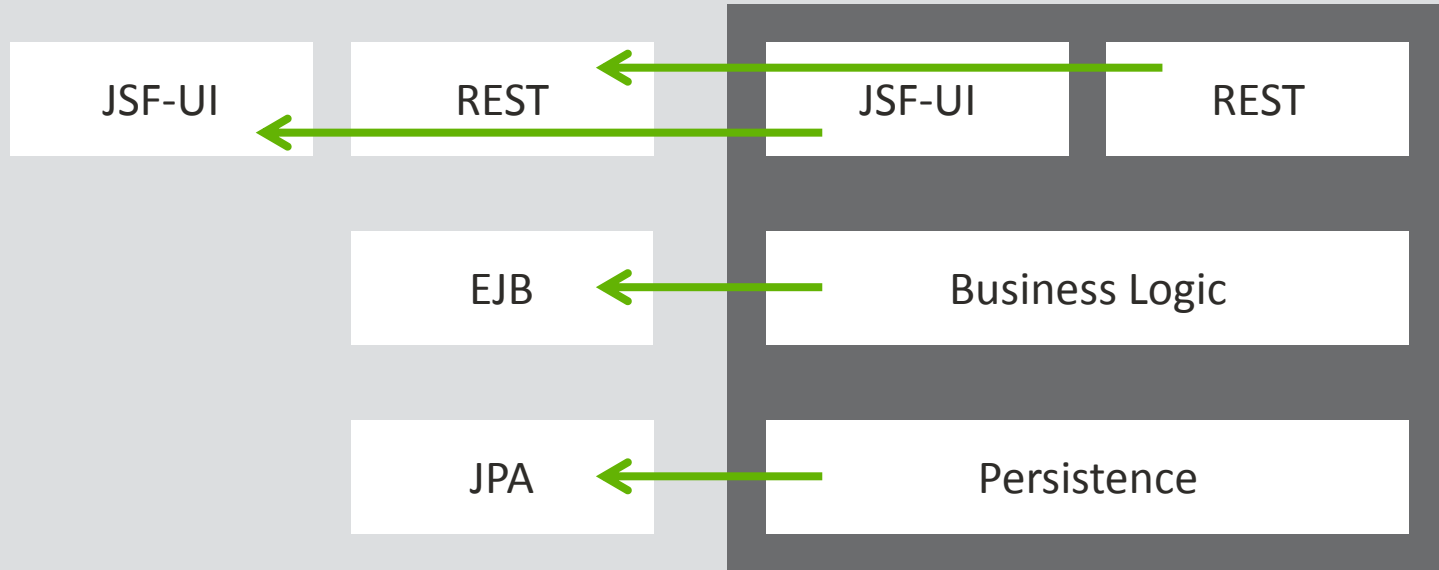 JSF-UI
REST
JSF-UI
REST
EJB
Business Logic
JPA
Persistence